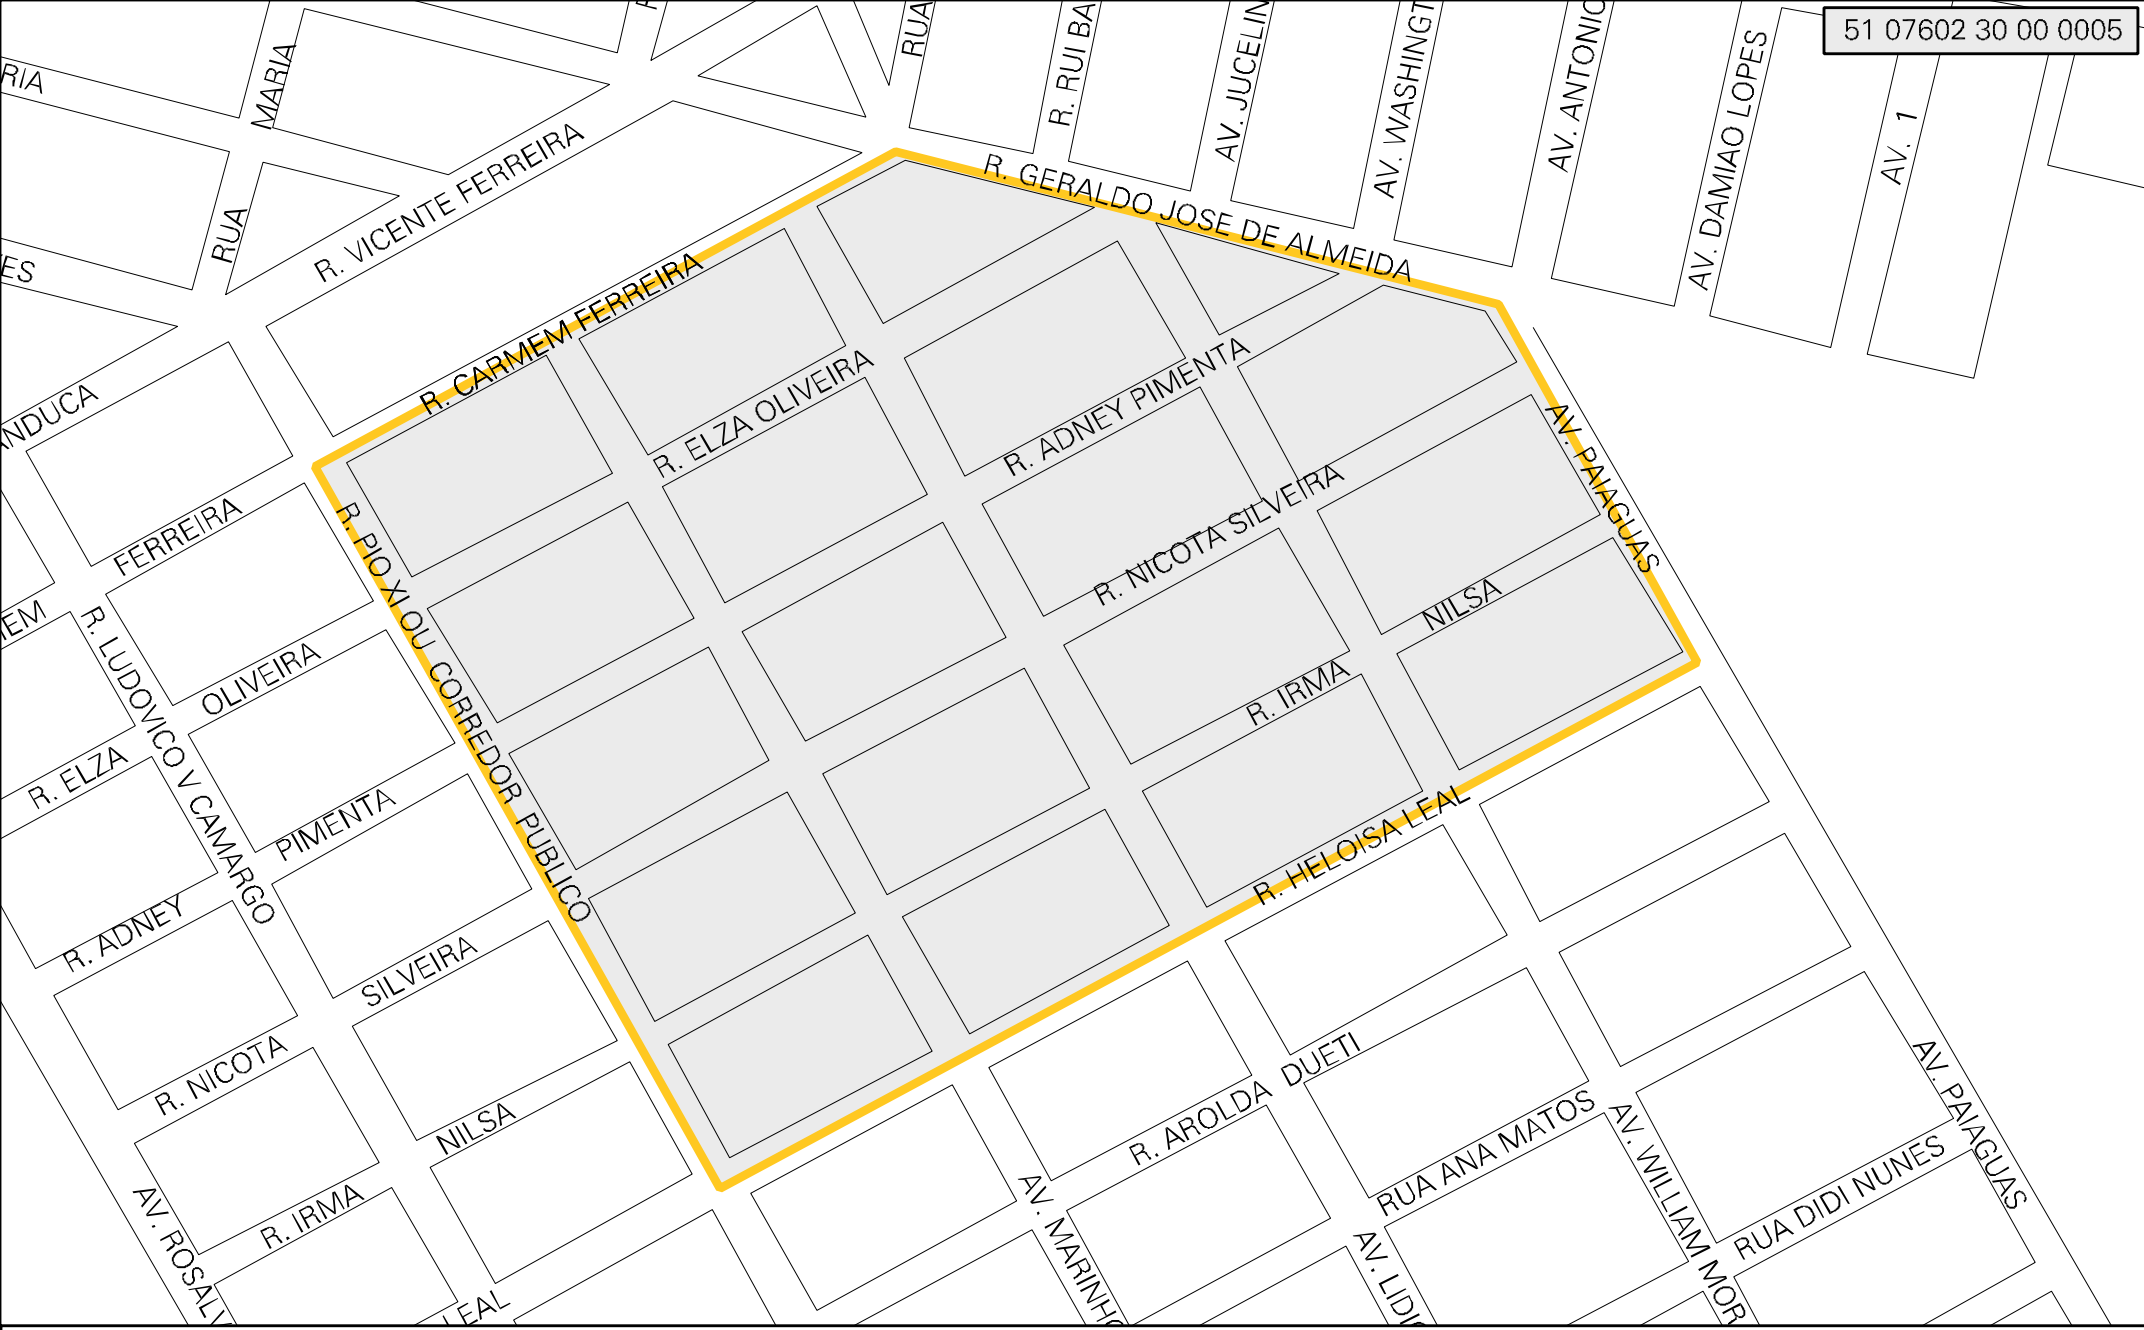 51 07602 30 00 0005
RIA
MARIA
RUA
R. VICENTE FERREIRA
RUA
R. RUI BA
AV. JUCELIN
AV. WASHINGT
AV. ANTONIO
AV. DAMIAO LOPES
AV. 1
ES
R. GERALDO JOSE DE ALMEIDA
R. CARMEM FERREIRA
R. ELZA OLIVEIRA
R. ADNEY PIMENTA
R. NICOTA SILVEIRA
R. IRMA
NILSA
AV. PAIAGUAS
R. HELOISA LEAL
R. PIO XI OU CORREDOR PUBLICO
ANDUCA
FERREIRA
EM
R. LUDOVICO V CAMARGO
OLIVEIRA
R. ELZA
PIMENTA
R. ADNEY
SILVEIRA
R. NICOTA
NILSA
R. IRMA
AV. ROSALV
EAL
R. AROLDA DUETI
RUA ANA MATOS
RUA DIDI NUNES
AV. MARINHO
AV. LIDI
AV. WILLIAM MOR
AV. PAIAGUAS